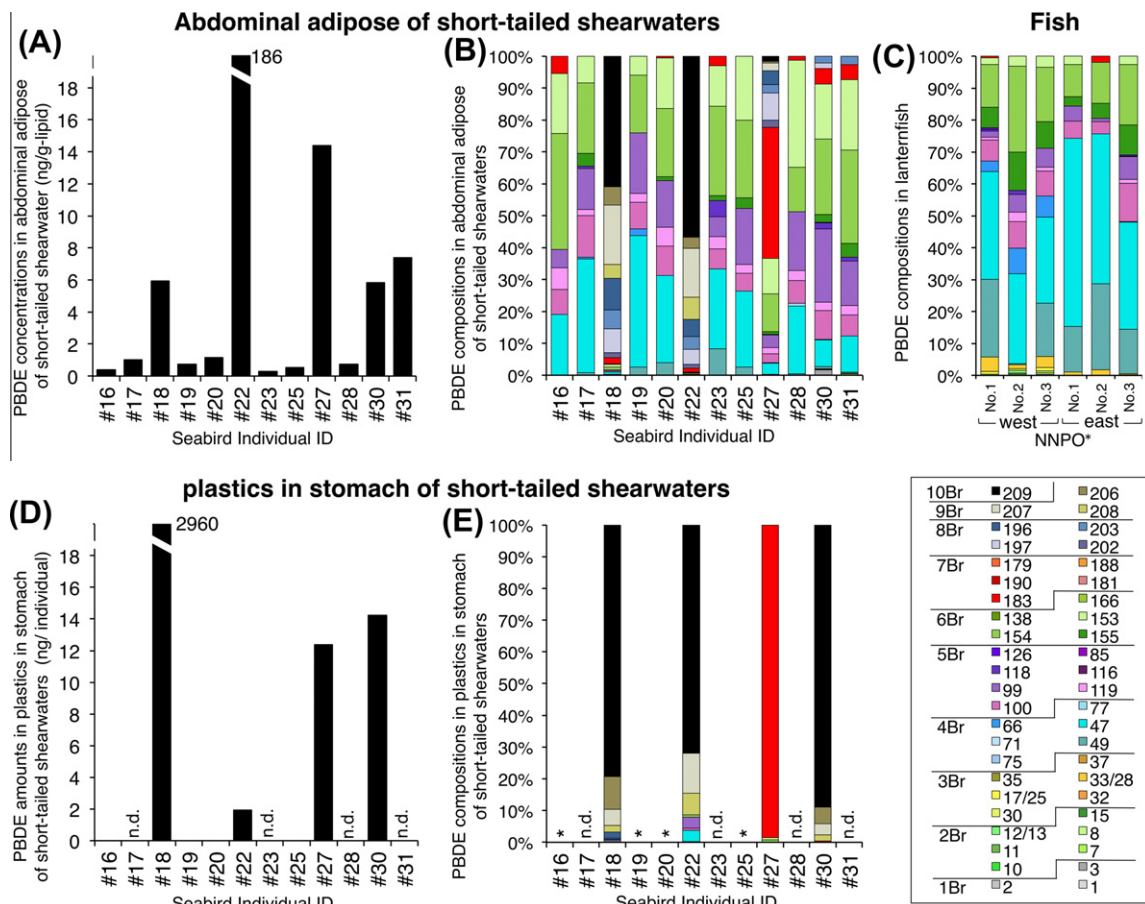 Abdominal adipose of short-tailed shearwaters
Fish
(A)
PBDE concentrations in abdominal adipose
of short-tailed shearwater (ng/g-lipid)
186
16
14
12
10
8
6
4
2
0
#16 #17 #18 #19 #20 #22 #23 #25 #27 #28 #30 #31
Seabird Individual ID
(B)
PBDE compositions in abdominal adipose
of short-tailed shearwaters
100%
90%
80%
70%
60%
50%
40%
30%
20%
10%
0%
#16 #17 #18 #19 #20 #22 #23 #25 #27 #28 #30 #31
Seabird Individual ID
(C)
PBDE compositions in lanternfish
100%
90%
80%
70%
60%
50%
40%
30%
20%
10%
0%
No.1 No.2 No.3 No.1 No.2 No.3
west east
NNPO*
plastics in stomach of short-tailed shearwaters
(D)
PBDE amounts in plastics in stomach
of short-tailed shearwaters (ng/ individual)
2960
18
16
14
12
10
8
6
4
2
0
n.d. n.d. n.d. n.d.
#16 #17 #18 #19 #20 #22 #23 #25 #27 #28 #30 #31
Seabird Individual ID
(E)
PBDE compositions in plastics in stomach
of short-tailed shearwaters
100%
90%
80%
70%
60%
50%
40%
30%
20%
10%
0%
* n.d. * * n.d. * n.d. n.d.
#16 #17 #18 #19 #20 #22 #23 #25 #27 #28 #30 #31
Seabird Individual ID
10Br 209 206
9Br 207 208
8Br 196 203
197 202
7Br 179 188
190 181
183 166
6Br 138 153
154 155
5Br 126 85
118 116
99 119
100 77
4Br 66 47
71 49
75 37
3Br 35 33/28
17/25 32
30 15
2Br 12/13 8
11 7
10 3
1Br 2 1